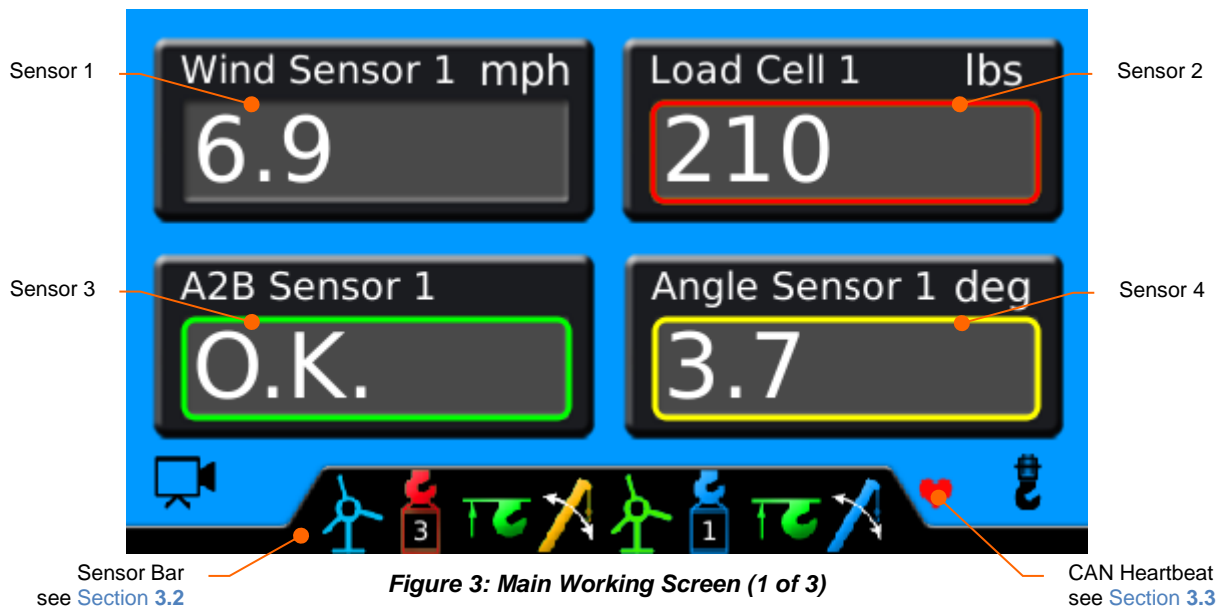 Sensor 1
Wind Sensor 1 mph
6.9
Load Cell 1 lbs
210
Sensor 2
Sensor 3
A2B Sensor 1
O.K.
Angle Sensor 1 deg
3.7
Sensor 4
3
1
Sensor Bar
see Section 3.2
Figure 3: Main Working Screen (1 of 3)
CAN Heartbeat
see Section 3.3